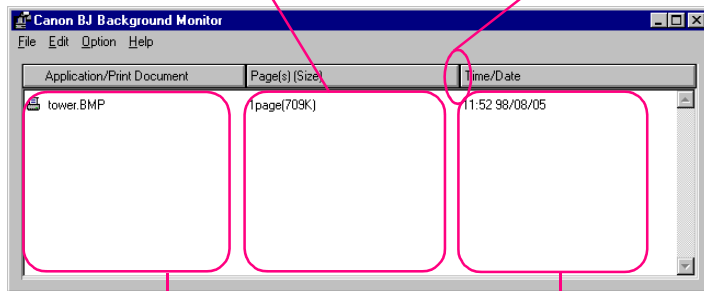 Canon BJ Background Monitor
File Edit Option Help
Application/Print Document Page(s) (Size) Time/Date
tower.BMP 1page(709K) 11:52 98/08/05